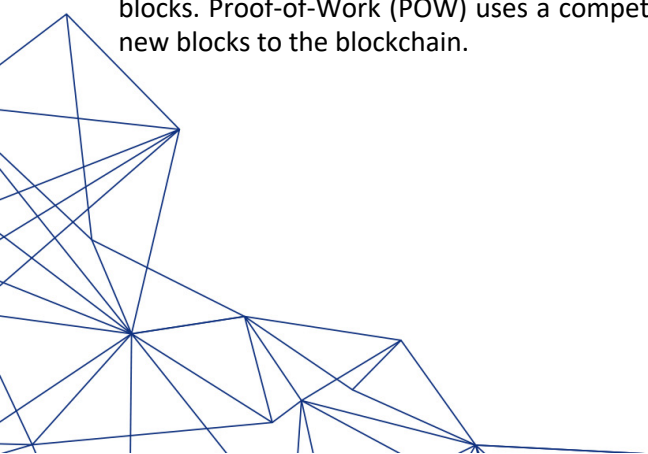 blocks. Proof-of-Work (POW) uses a compet
new blocks to the blockchain.